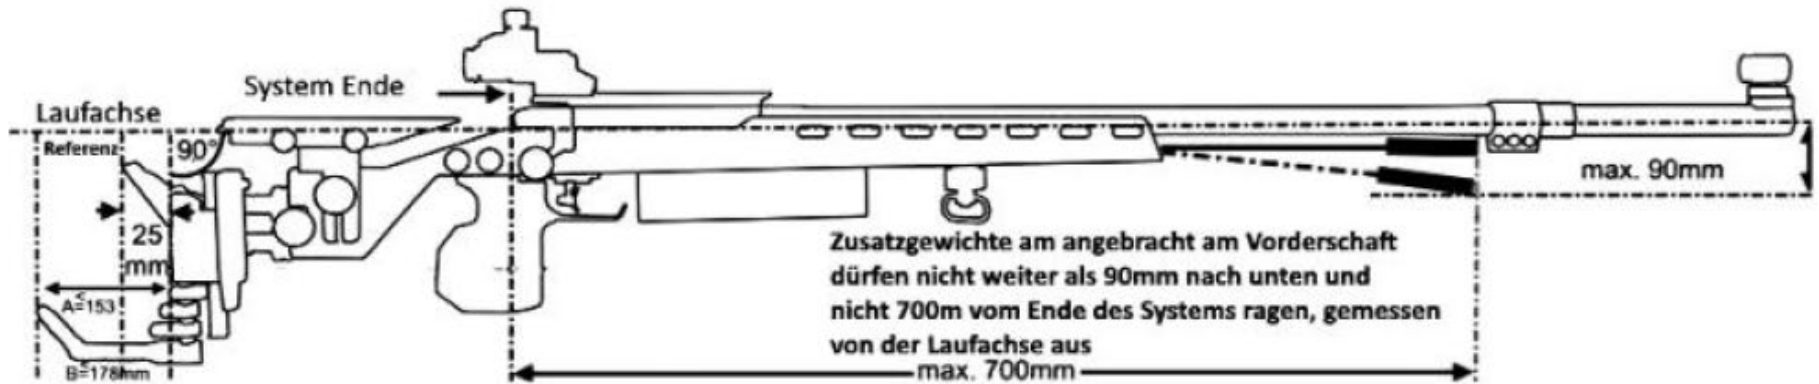 System Ende
Laufachse
Referenz
90°
max. 90mm
25
mm
Zusatzgewichte am angebracht am Vorderschaft
dürfen nicht weiter als 90mm nach unten und
nicht 700m vom Ende des Systems ragen, gemessen
von der Laufachse aus
A≤153
B≤178mm
max. 700mm